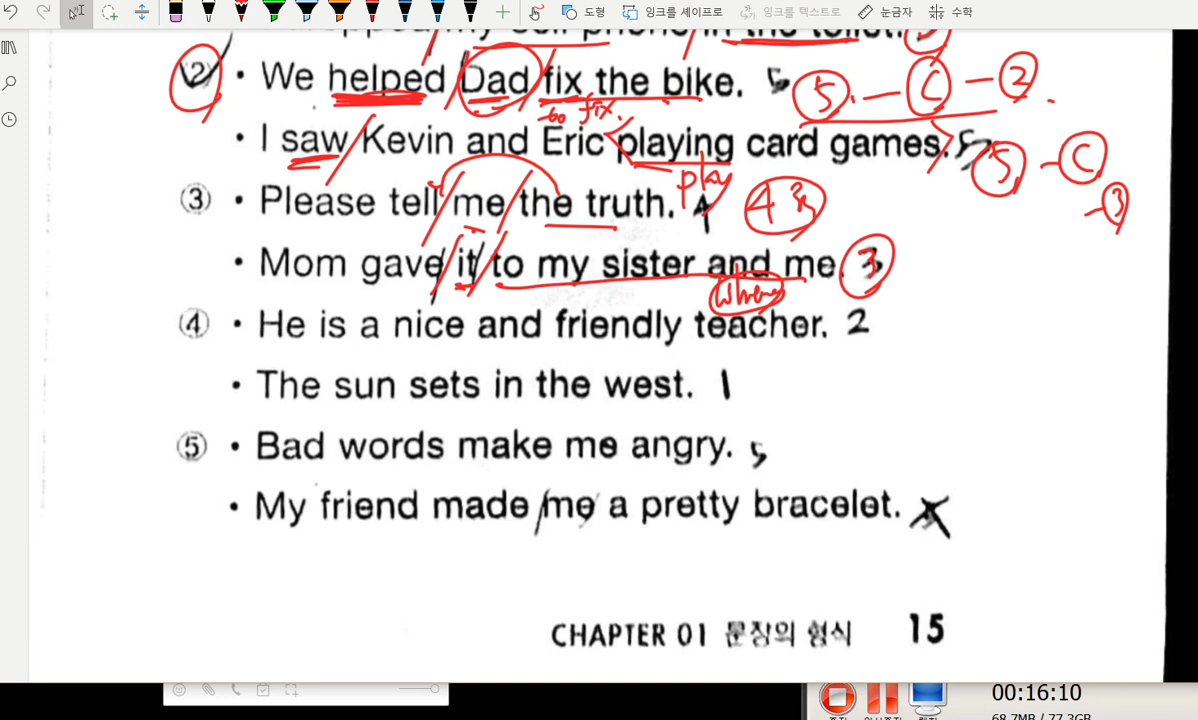 도형 잉크를 셰이프로 잉크를 텍스트로 눈금자 수학
② • We helped Dad fix the bike. 5 ⑤. - Ⓒ - ②
to fix.
• I saw Kevin and Eric playing card games. 5 ⑤ - Ⓒ - ③
play
③ • Please tell me the truth. 4 4형
• Mom gave it to my sister and me. 3
where
④ • He is a nice and friendly teacher. 2
• The sun sets in the west. 1
⑤ • Bad words make me angry. 5
• My friend made me a pretty bracelet.
CHAPTER 01 문장의 형식 15
00:16:10
68.7MB / 77.3GB